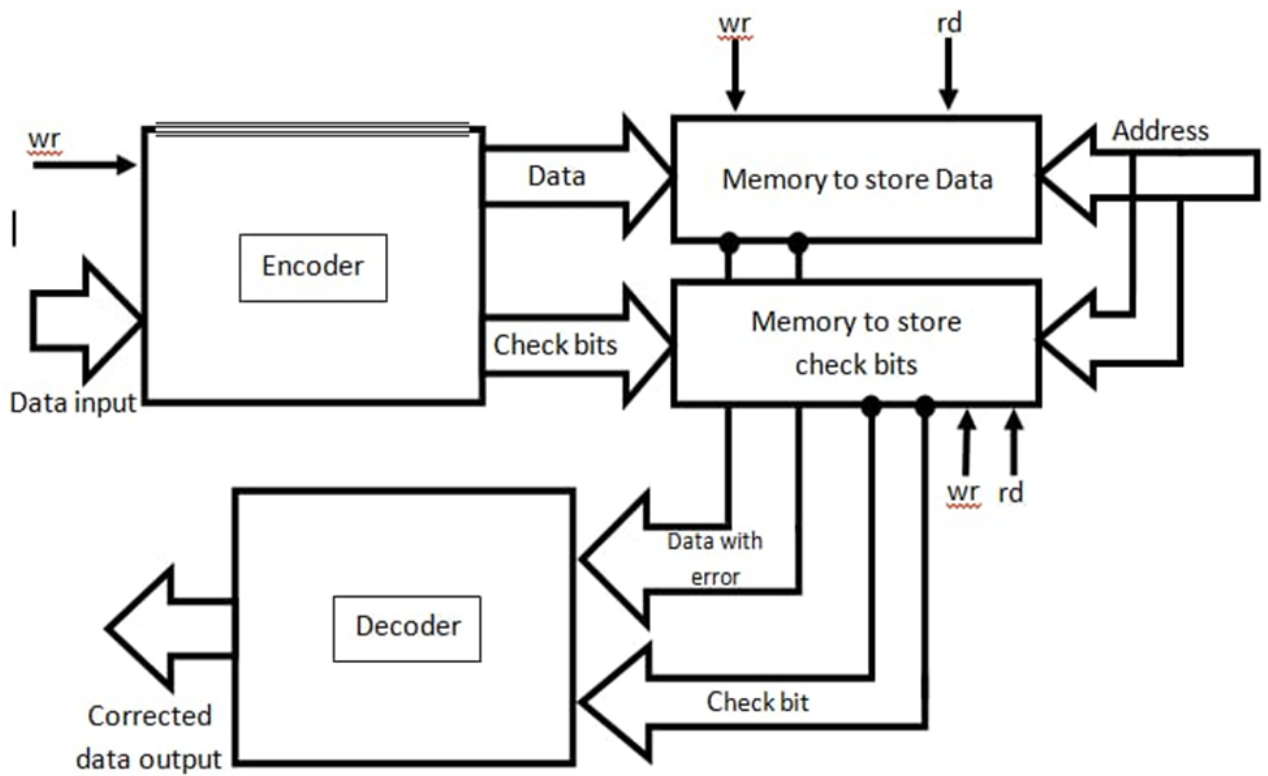 wr
rd
Address
wr
Data
Memory to store Data
Encoder
Memory to store
check bits
Check bits
Data input
wr
rd
Data with
error
Decoder
Check bit
Corrected
data output